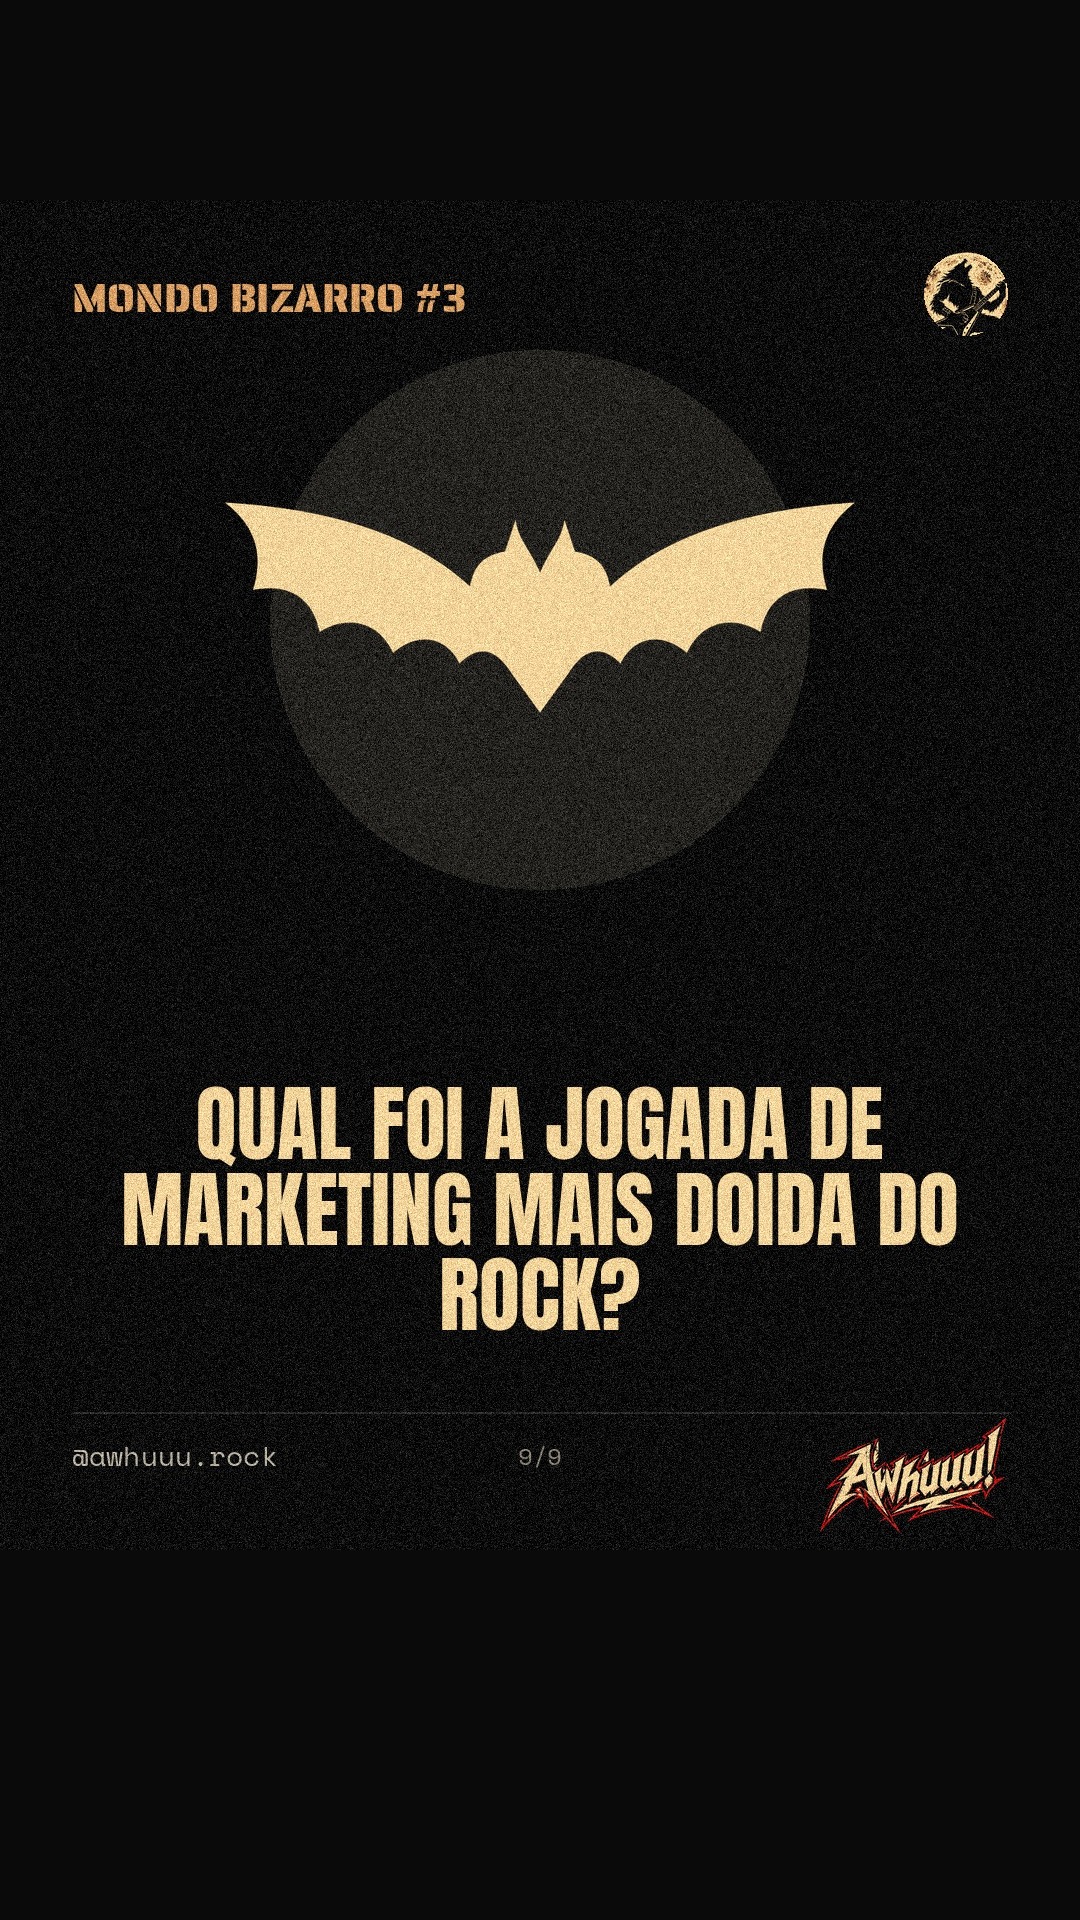 MONDO BIZARRO #3
QUAL FOI A JOGADA DE
MARKETING MAIS DOIDA DO
ROCK?
@awhuuu.rock
9/9
Awhuuu!